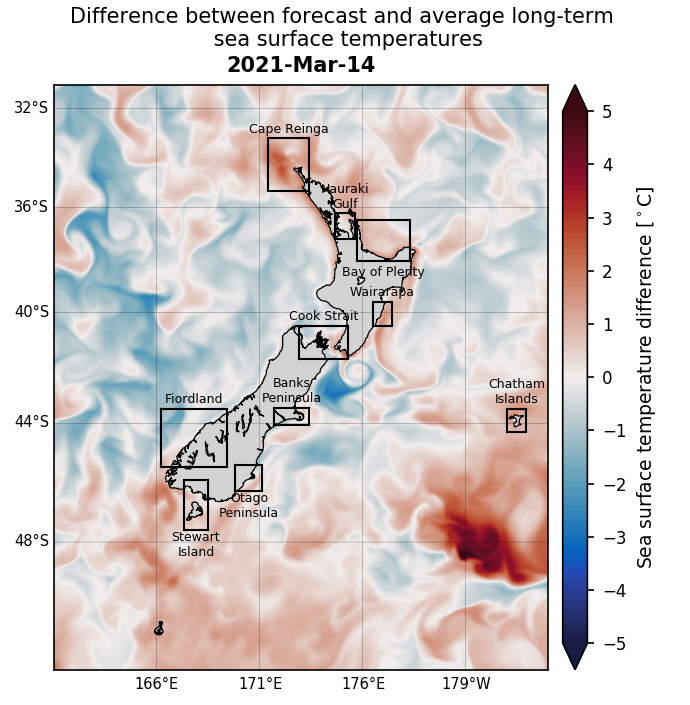 Difference between forecast and average long-term
sea surface temperatures
2021-Mar-14
32°S
36°S
40°S
44°S
48°S
166°E
171°E
176°E
179°W
Cape Reinga
Hauraki
Gulf
Bay of Plenty
Wairarapa
Cook Strait
Banks
Peninsula
Fiordland
Chatham
Islands
Otago
Peninsula
Stewart
Island
5
4
3
2
1
0
−1
−2
−3
−4
−5
Sea surface temperature difference [°C]